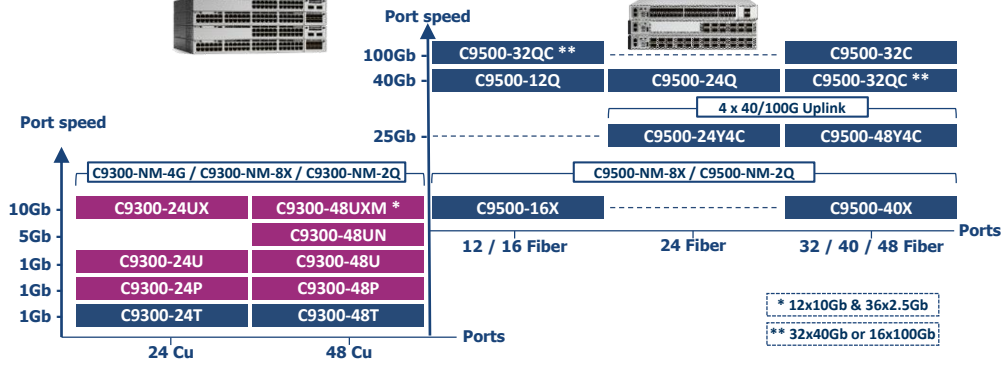 Port speed
100Gb
C9500-32QC **
C9500-32C
40Gb
C9500-12Q
C9500-24Q
C9500-32QC **
4 x 40/100G Uplink
Port speed
25Gb
C9500-24Y4C
C9500-48Y4C
C9300-NM-4G / C9300-NM-8X / C9300-NM-2Q
C9500-NM-8X / C9500-NM-2Q
10Gb
C9300-24UX
C9300-48UXM *
C9500-16X
C9500-40X
5Gb
C9300-48UN
Ports
12 / 16 Fiber
24 Fiber
32 / 40 / 48 Fiber
1Gb
C9300-24U
C9300-48U
1Gb
C9300-24P
C9300-48P
1Gb
C9300-24T
C9300-48T
* 12x10Gb & 36x2.5Gb
** 32x40Gb or 16x100Gb
Ports
24 Cu
48 Cu